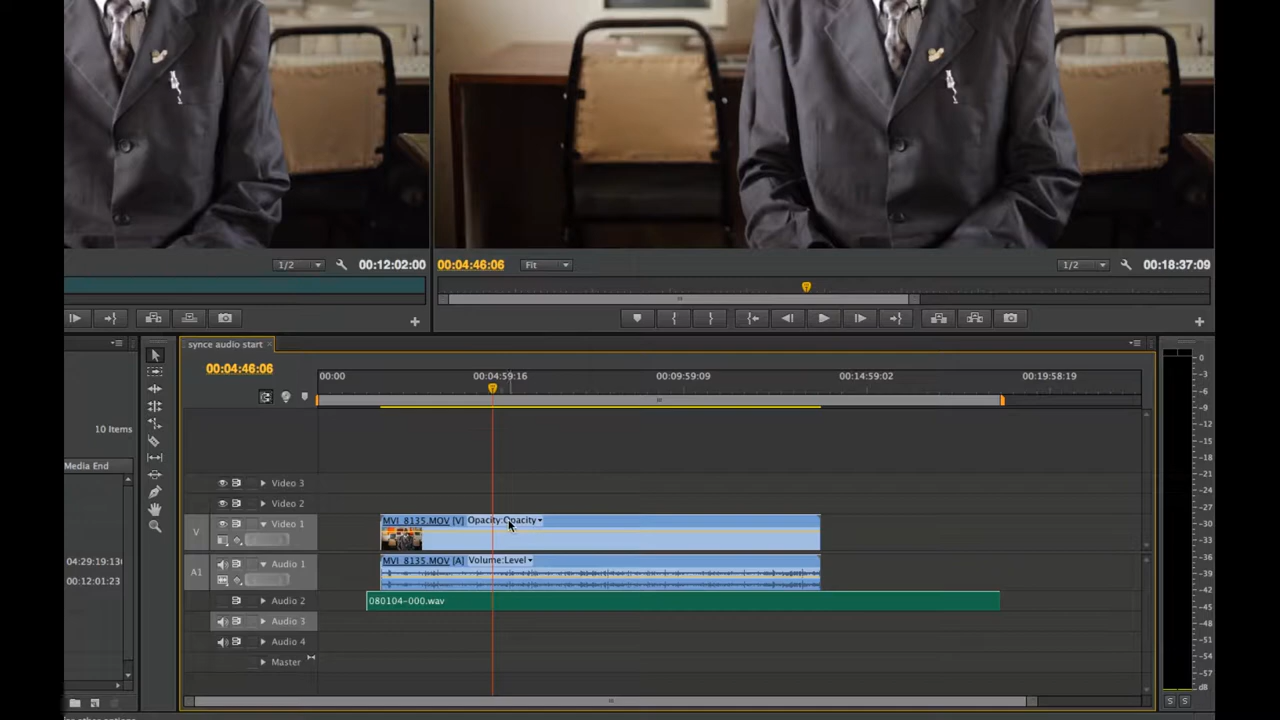 1/2
00:12:02:00
00:04:46:06
Fit
1/2
00:18:37:09
synce audio start
0
-3
-6
-9
-12
-15
-18
-21
-24
-27
-30
-33
-36
-39
-42
-45
-48
-51
-54
-57
dB
S S
00:04:46:06
00:00
00:04:59:16
00:09:59:09
00:14:59:02
00:19:58:19
10 Items
Media End
04:29:19:13
00:12:01:23
Video 3
Video 2
V
Video 1
MVI_8135.MOV [V] Opacity:Opacity
A1
Audio 1
MVI_8135.MOV [A] Volume:Level
Audio 2
080104-000.wav
Audio 3
Audio 4
Master